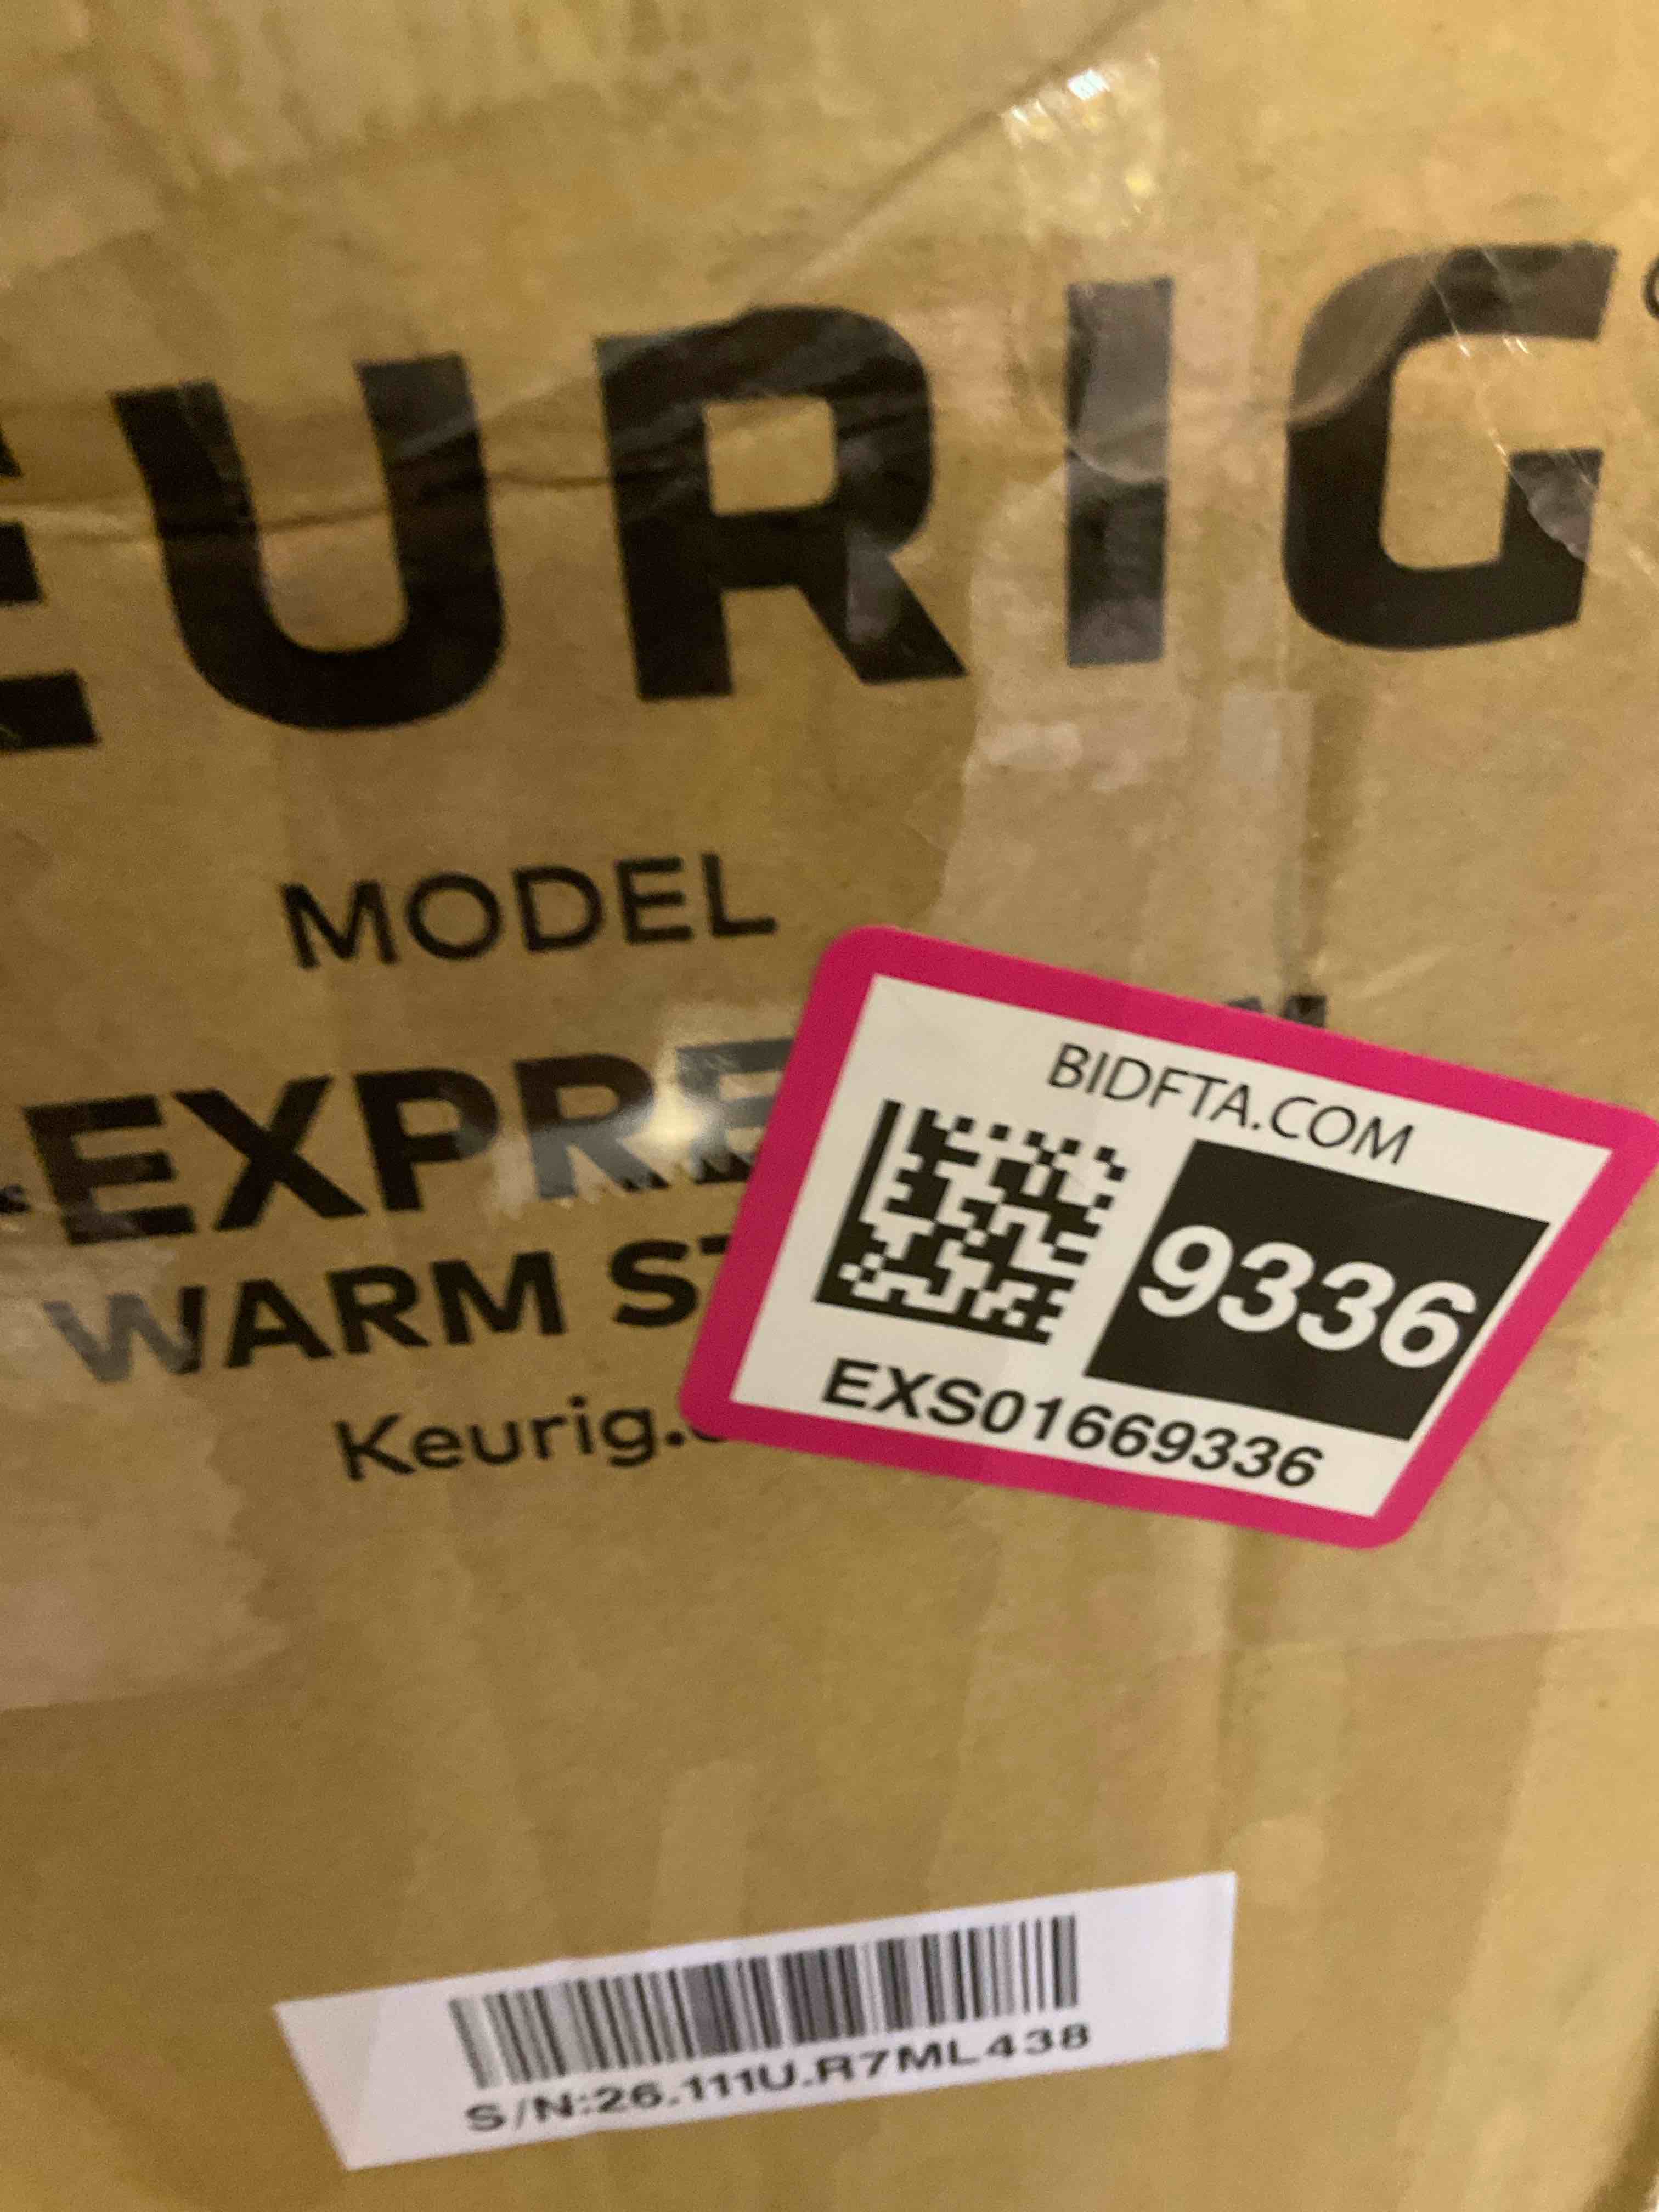 EURIG
MODEL
K-EXPRE
WARM ST
Keurig.c
BIDFTA.COM
9336
EXS01669336
S/N:26.111U.R7ML438